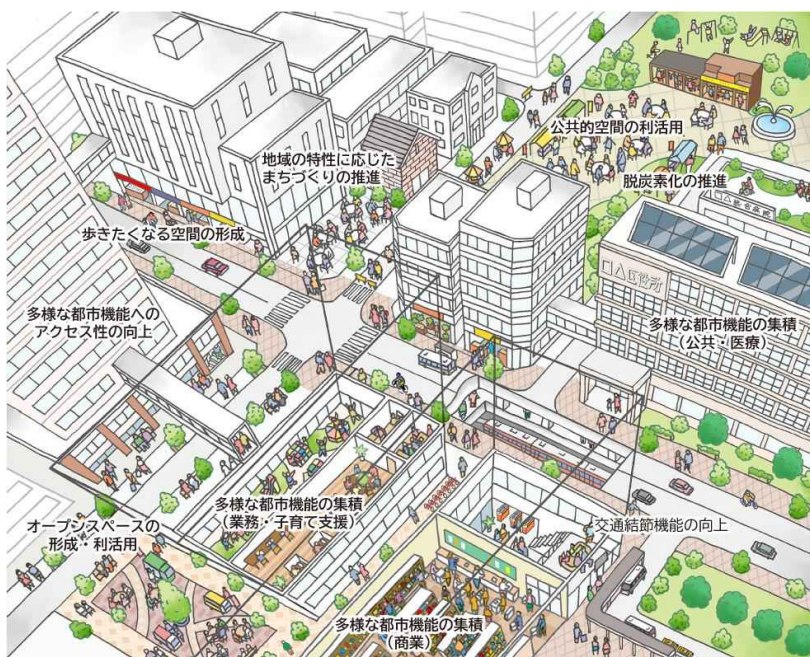 公共的空間の利活用
地域の特性に応じた
まちづくりの推進
脱炭素化の推進
歩きたくなる空間の形成
□△区役所
多様な都市機能への
アクセス性の向上
多様な都市機能の集積
（公共・医療）
多様な都市機能の集積
（業務・子育て支援）
オープンスペースの
形成・利活用
交通結節機能の向上
多様な都市機能の集積
（商業）